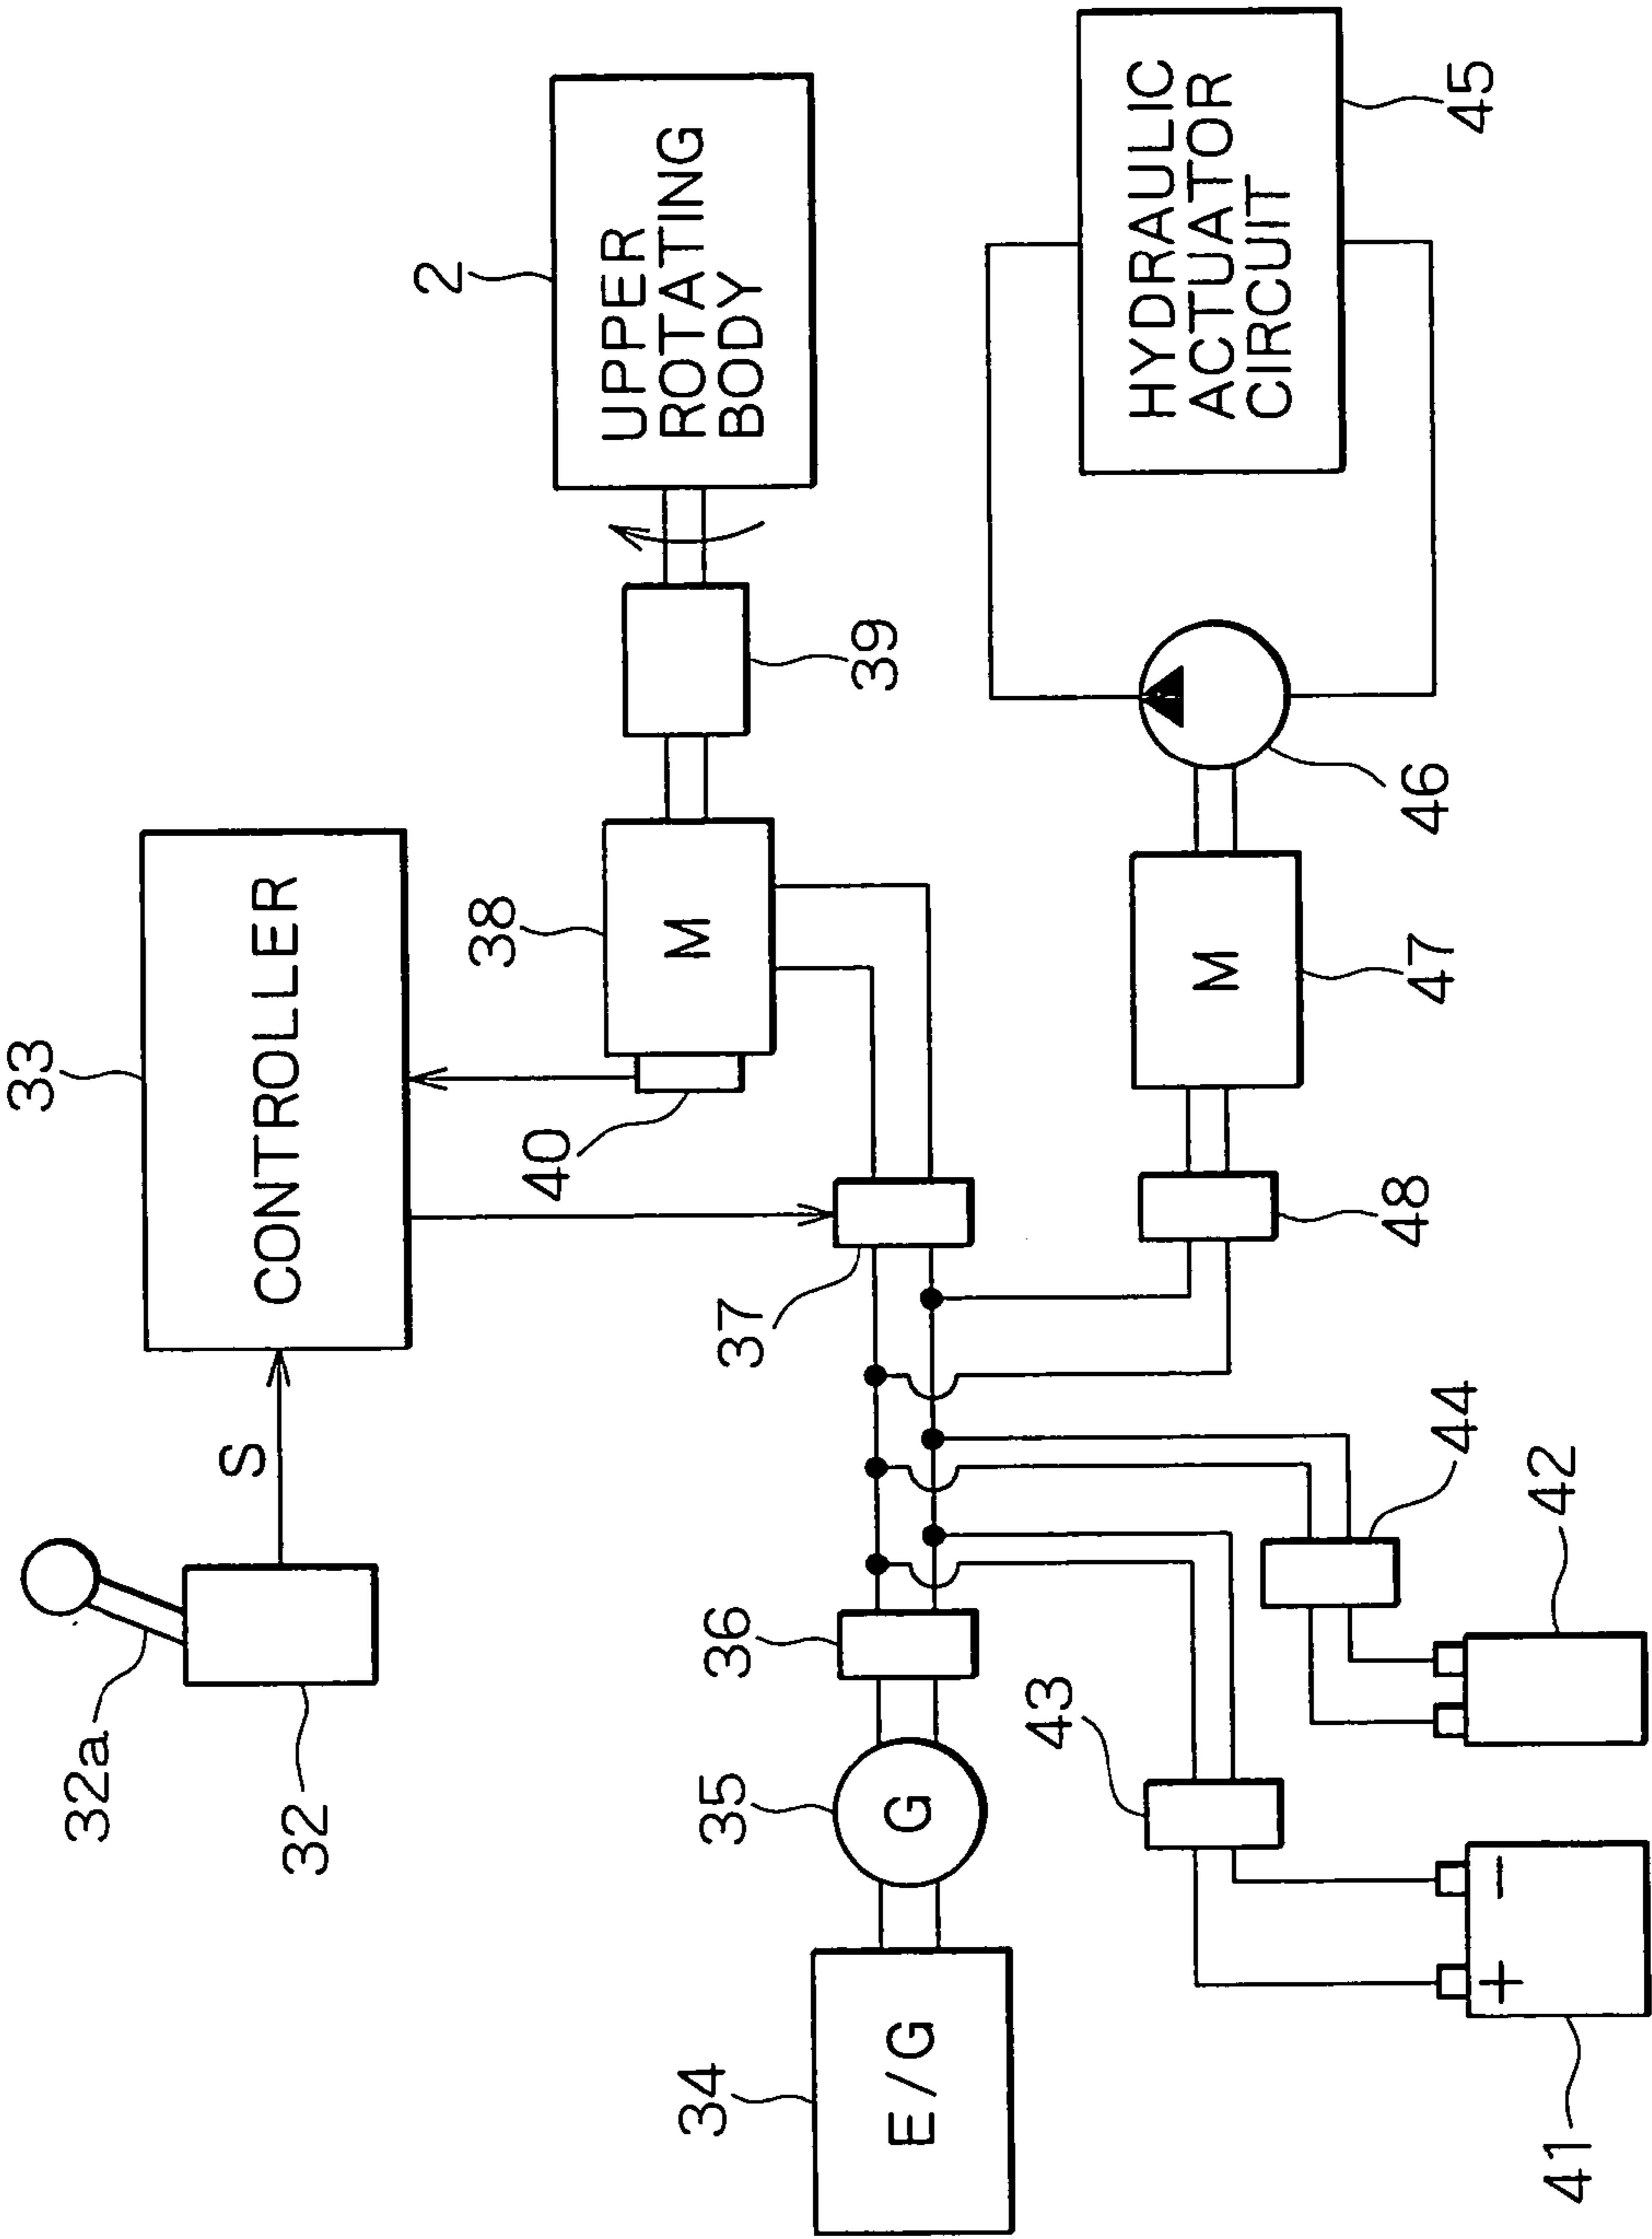 33
CONTROLLER
S
32a
32
38
M
40
39
2
UPPER
ROTATING
BODY
34
E/G
35
G
36
37
43
44
48
47
M
46
HYDRAULIC
ACTUATOR
CIRCUIT
45
41
+ −
42